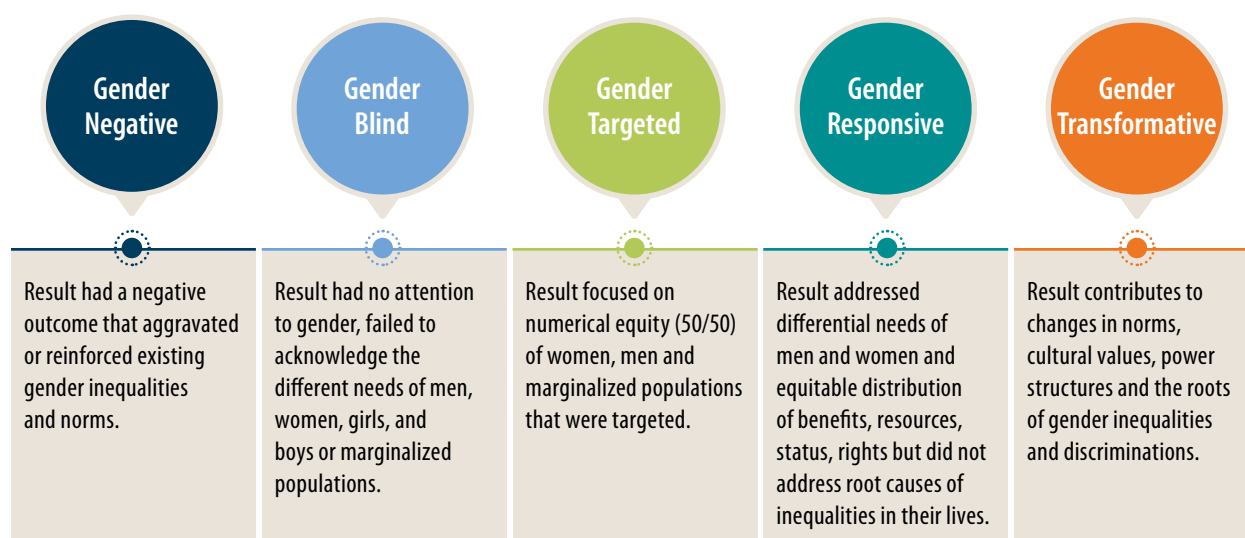 Gender
Negative
Gender
Blind
Gender
Targeted
Gender
Responsive
Gender
Transformative
Result had a negative
outcome that aggravated
or reinforced existing
gender inequalities
and norms.
Result had no attention
to gender, failed to
acknowledge the
different needs of men,
women, girls, and
boys or marginalized
populations.
Result focused on
numerical equity (50/50)
of women, men and
marginalized populations
that were targeted.
Result addressed
differential needs of
men and women and
equitable distribution
of benefits, resources,
status, rights but did not
address root causes of
inequalities in their lives.
Result contributes to
changes in norms,
cultural values, power
structures and the roots
of gender inequalities
and discriminations.